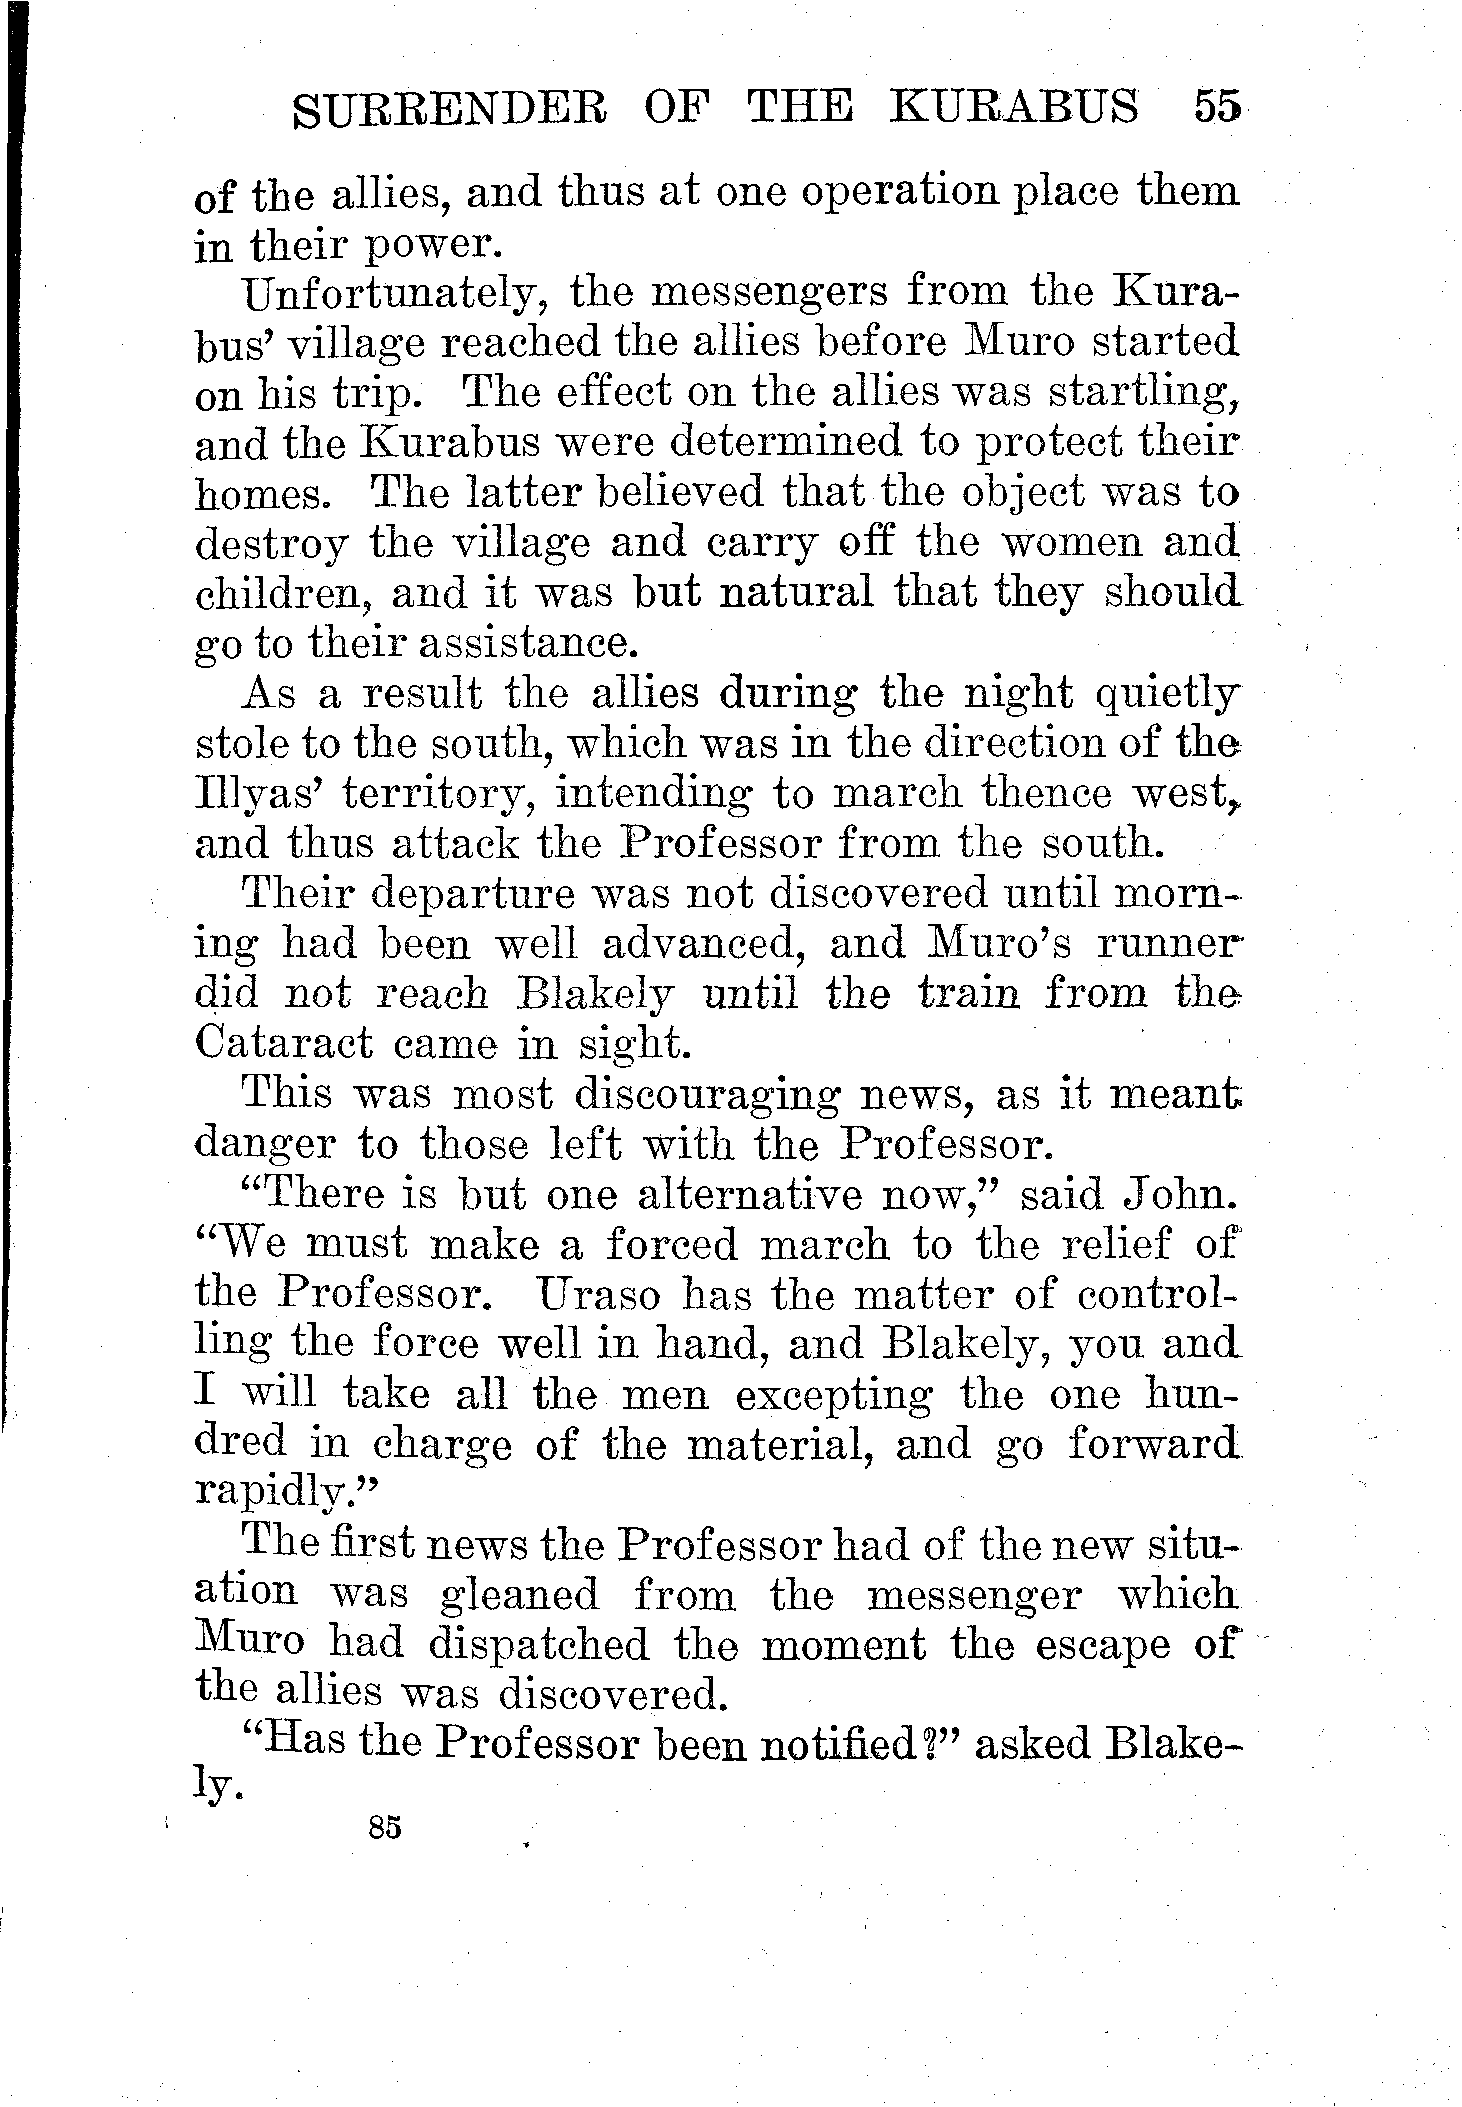 SURRENDER OF THE KURABUS 55
of the allies, and thus at one operation place them
in their power.
Unfortunately, the messengers from the Kura-
bus' village reached the allies before Muro started
on his trip. The effect on the allies was startling,
and the Kurabus were determined to protect their
homes. The latter believed that the object was to
destroy the village and carry off the women and
children, and it was but natural that they should
go to their assistance.
As a result the allies during the night quietly
stole to the south, which was in the direction of the
Illyas' territory, intending to march thence west,
and thus attack the Professor from the south.
Their departure was not discovered until morn-
ing had been well advanced, and Muro's runner
did not reach Blakely until the train from the
Cataract came in sight.
This was most discouraging news, as it meant
danger to those left with the Professor.
“There is but one alternative now,” said John.
“We must make a forced march to the relief of
the Professor. Uraso has the matter of control-
ling the force well in hand, and Blakely, you and
I will take all the men excepting the one hun-
dred in charge of the material, and go forward
rapidly.”
The first news the Professor had of the new situ-
ation was gleaned from the messenger which
Muro had dispatched the moment the escape of
the allies was discovered.
“Has the Professor been notified?” asked Blake-
ly.
85